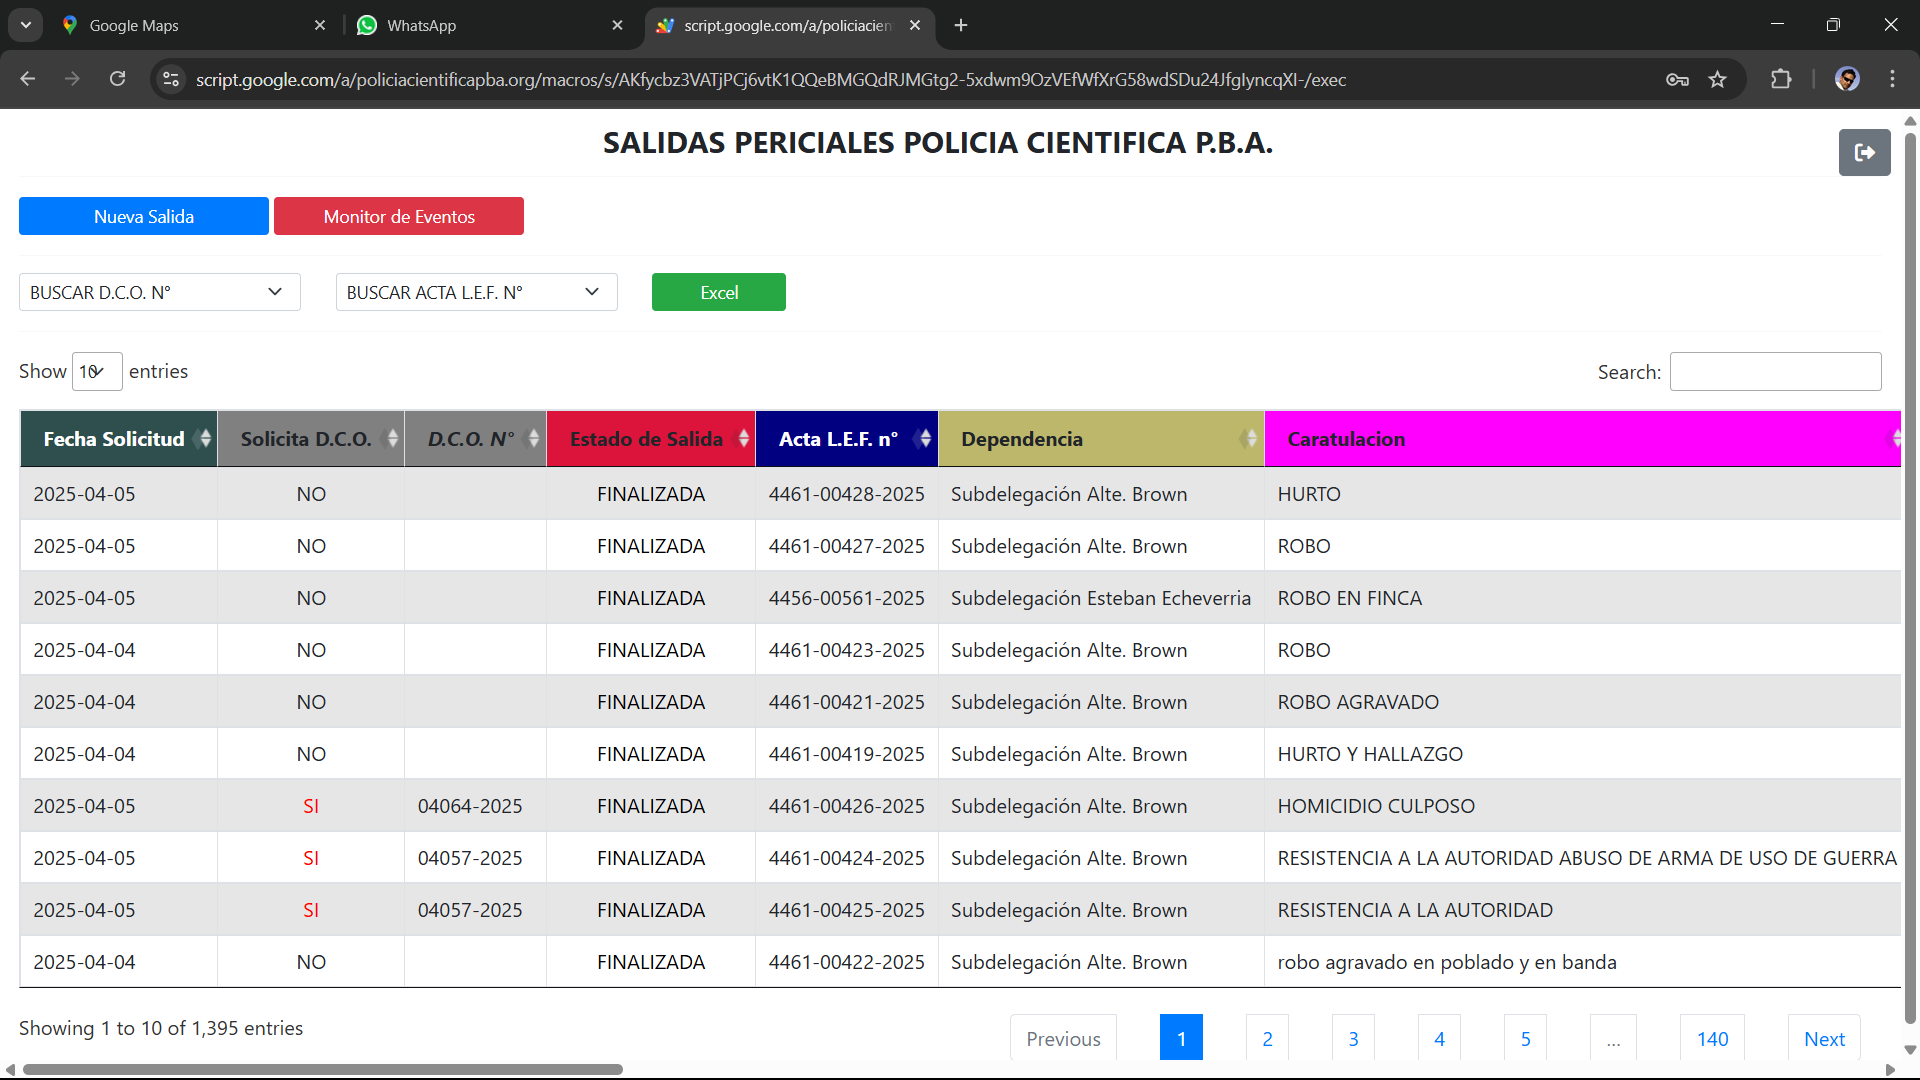 Google Maps
WhatsApp
script.google.com/a/policiacien
script.google.com/a/policiacientificapba.org/macros/s/AKfycbz3VATjPCj6vtK1QQeBMGQdRJMGtg2-5xdwm9OzVEfWfXrG58wdSDu24JfgIyncqXI-/exec
SALIDAS PERICIALES POLICIA CIENTIFICA P.B.A.
Nueva Salida Monitor de Eventos
BUSCAR D.C.O. N° BUSCAR ACTA L.E.F. N° Excel
Show 10 entries Search:
Fecha Solicitud Solicita D.C.O. D.C.O. N° Estado de Salida Acta L.E.F. n° Dependencia Caratulacion
2025-04-05 NO FINALIZADA 4461-00428-2025 Subdelegación Alte. Brown HURTO
2025-04-05 NO FINALIZADA 4461-00427-2025 Subdelegación Alte. Brown ROBO
2025-04-05 NO FINALIZADA 4456-00561-2025 Subdelegación Esteban Echeverria ROBO EN FINCA
2025-04-04 NO FINALIZADA 4461-00423-2025 Subdelegación Alte. Brown ROBO
2025-04-04 NO FINALIZADA 4461-00421-2025 Subdelegación Alte. Brown ROBO AGRAVADO
2025-04-04 NO FINALIZADA 4461-00419-2025 Subdelegación Alte. Brown HURTO Y HALLAZGO
2025-04-05 SI 04064-2025 FINALIZADA 4461-00426-2025 Subdelegación Alte. Brown HOMICIDIO CULPOSO
2025-04-05 SI 04057-2025 FINALIZADA 4461-00424-2025 Subdelegación Alte. Brown RESISTENCIA A LA AUTORIDAD ABUSO DE ARMA DE USO DE GUERRA
2025-04-05 SI 04057-2025 FINALIZADA 4461-00425-2025 Subdelegación Alte. Brown RESISTENCIA A LA AUTORIDAD
2025-04-04 NO FINALIZADA 4461-00422-2025 Subdelegación Alte. Brown robo agravado en poblado y en banda
Showing 1 to 10 of 1,395 entries Previous 1 2 3 4 5 ... 140 Next